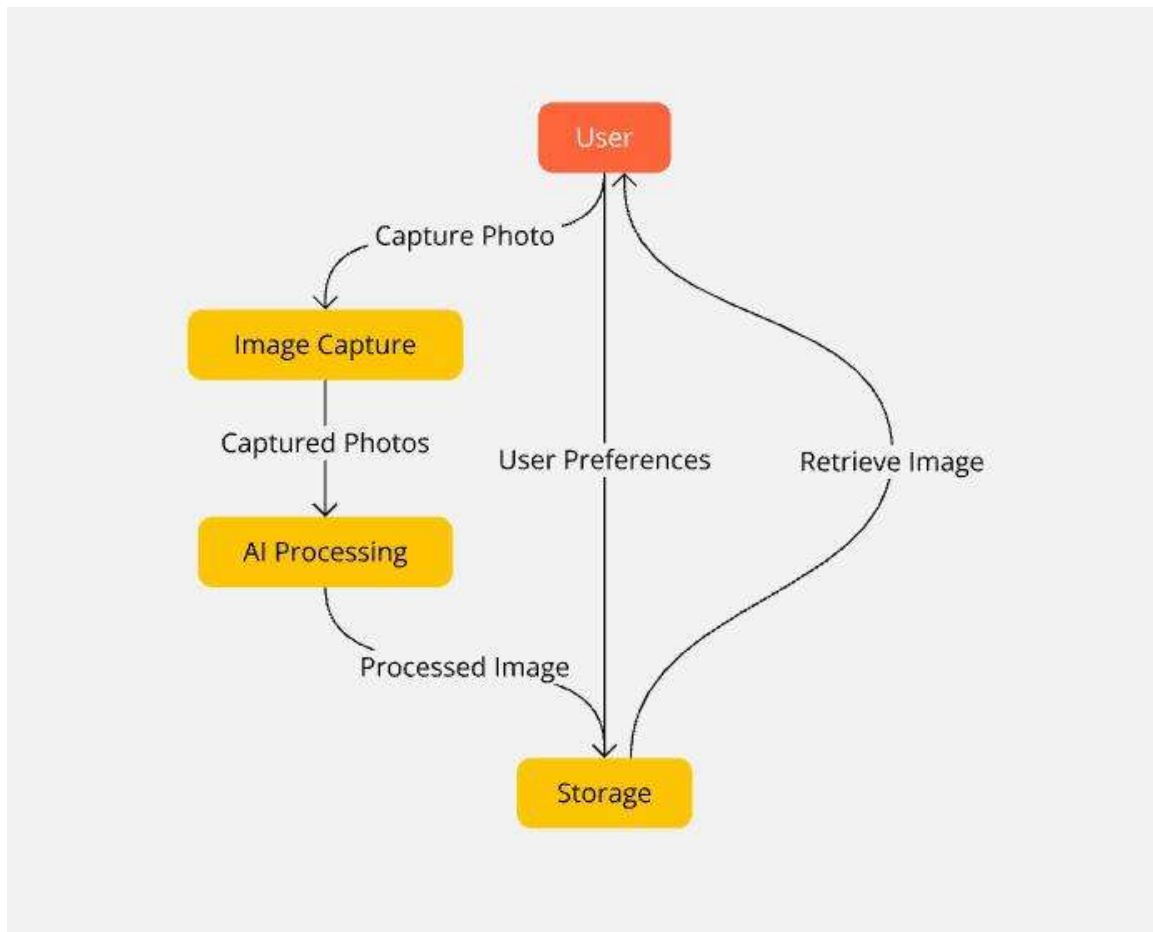 User
Capture Photo
Image Capture
Captured Photos
User Preferences
Retrieve Image
AI Processing
Processed Image
Storage